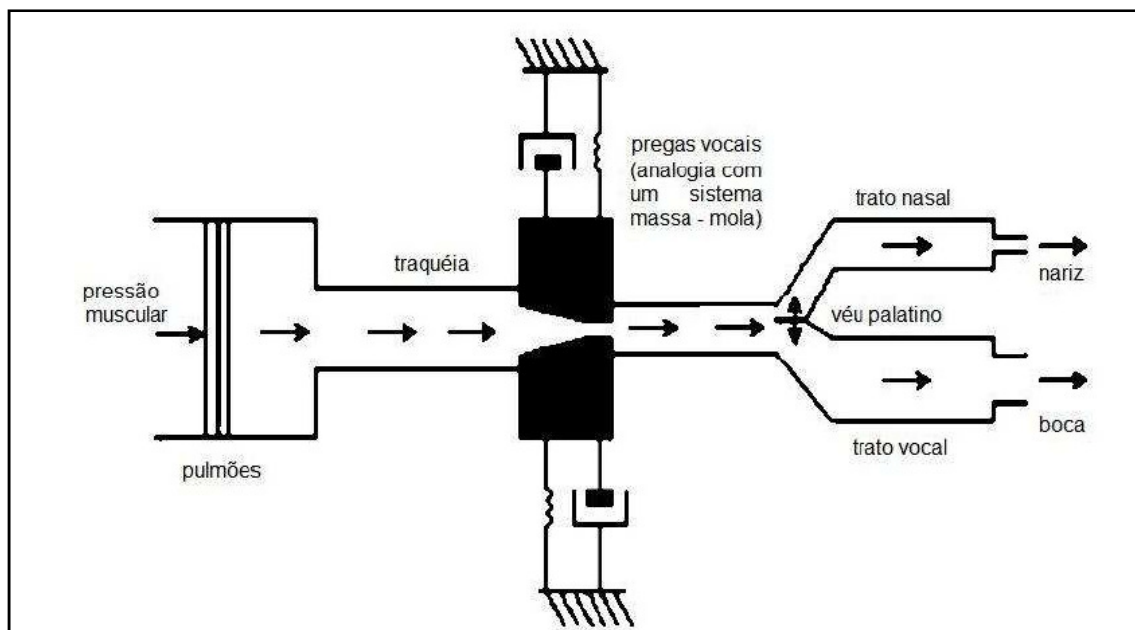 pregas vocais
(analogia com
um sistema
massa - mola)
trato nasal
traquéia
nariz
pressão
muscular
véu palatino
boca
trato vocal
pulmões